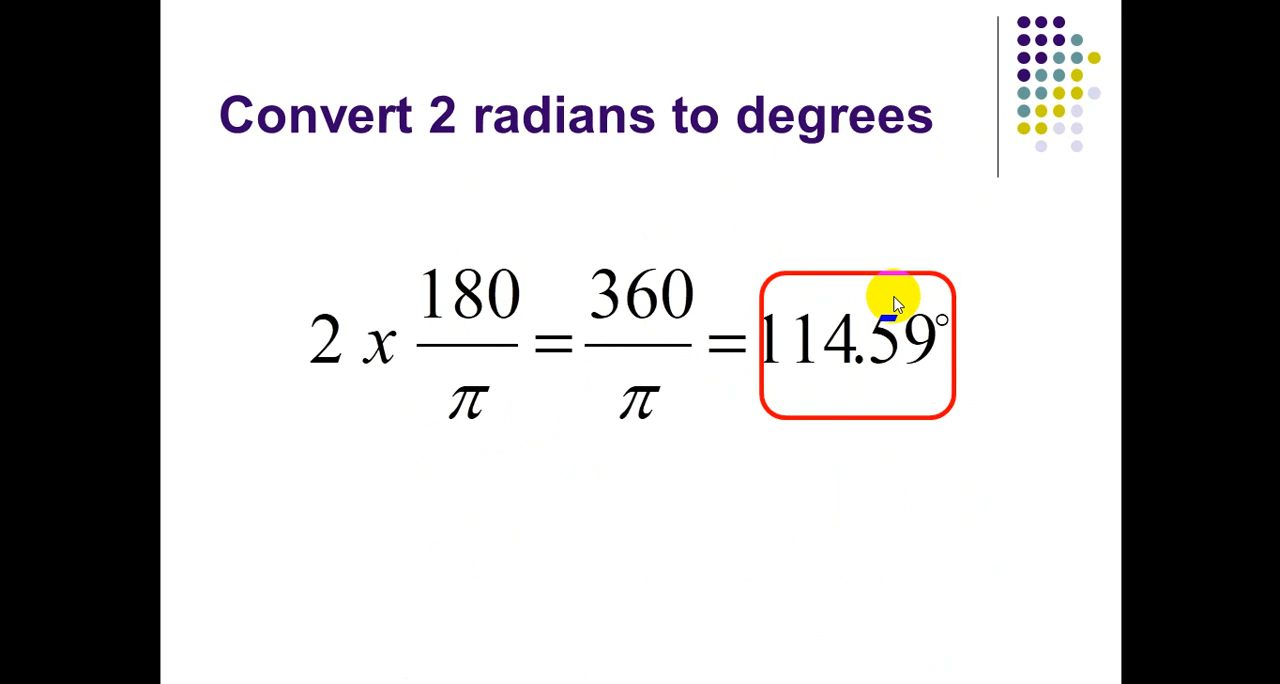 Convert 2 radians to degrees
2 x 180/π = 360/π = 114.59°